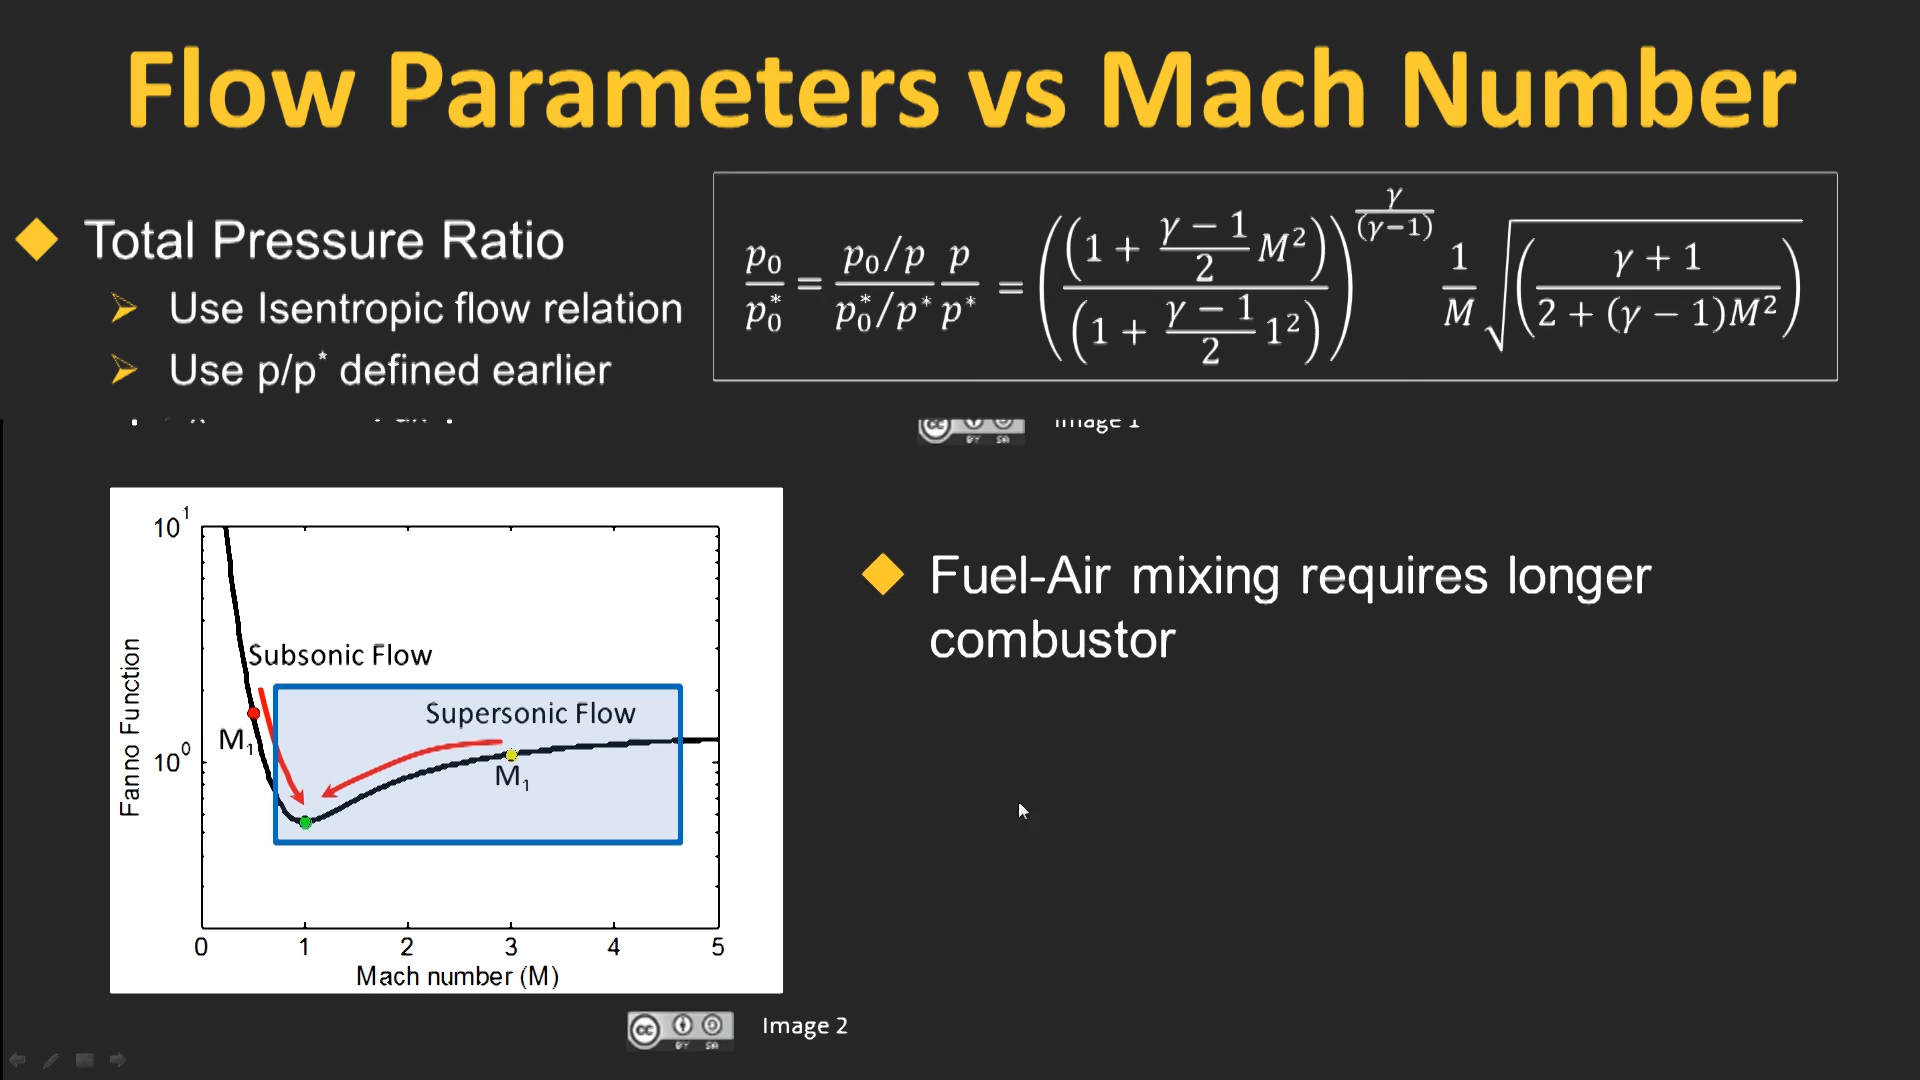 Flow Parameters vs Mach Number
Total Pressure Ratio
Use Isentropic flow relation
Use p/p* defined earlier
p₀/p₀* = (p₀/p)/(p₀*/p*) p/p* = ((1 + (γ − 1)/2 M²)/(1 + (γ − 1)/2 1²))^(γ/(γ−1)) 1/M √((γ + 1)/(2 + (γ − 1)M²))
Image 1
Fuel-Air mixing requires longer
combustor
10¹
10⁰
Fanno Function
Subsonic Flow
Supersonic Flow
M₁
M₁
0 1 2 3 4 5
Mach number (M)
cc BY SA
Image 2